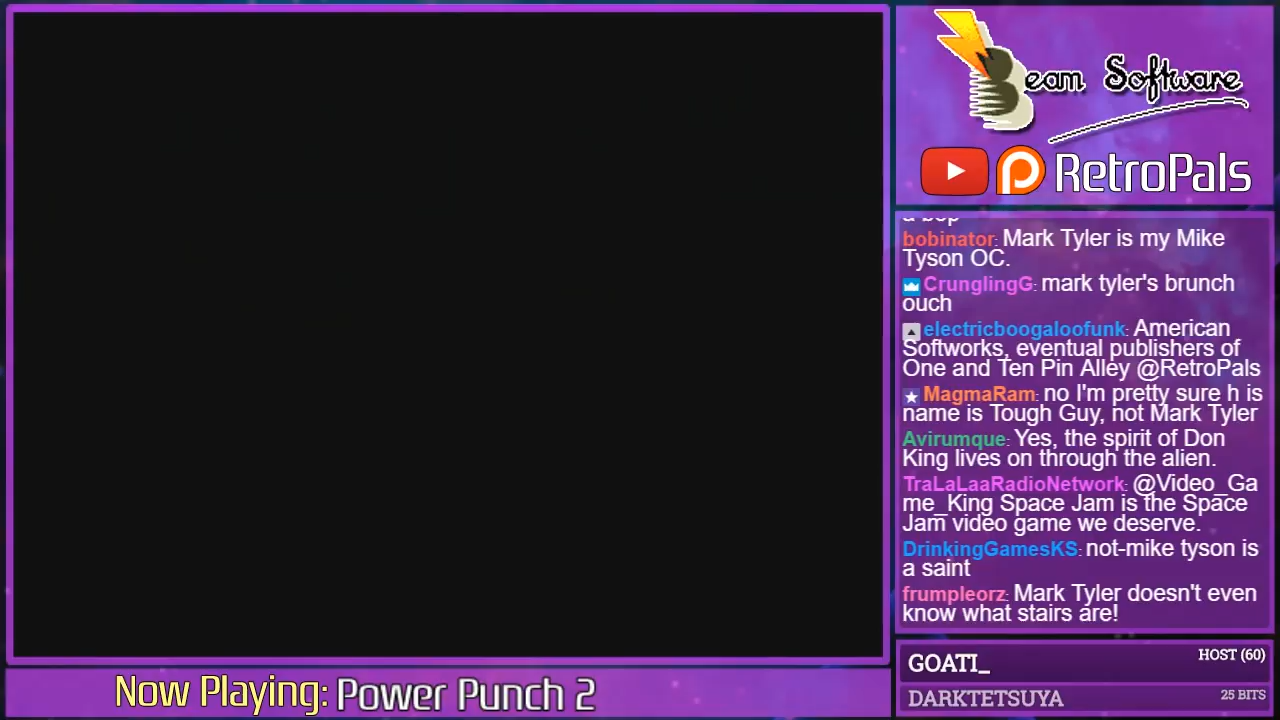 Beam Software
RetroPals
a bop
bobinator: Mark Tyler is my Mike
Tyson OC.
CrunglingG: mark tyler's brunch
ouch
electricboogaloofunk: American
Softworks, eventual publishers of
One and Ten Pin Alley @RetroPals
MagmaRam: no I'm pretty sure h is
name is Tough Guy, not Mark Tyler
Avirumque: Yes, the spirit of Don
King lives on through the alien.
TraLaLaaRadioNetwork: @Video_Ga
me_King Space Jam is the Space
Jam video game we deserve.
DrinkingGamesKS: not-mike tyson is
a saint
frumpleorz: Mark Tyler doesn't even
know what stairs are!
GOATI_ HOST (60)
DARKTETSUYA 25 BITS
Now Playing: Power Punch 2